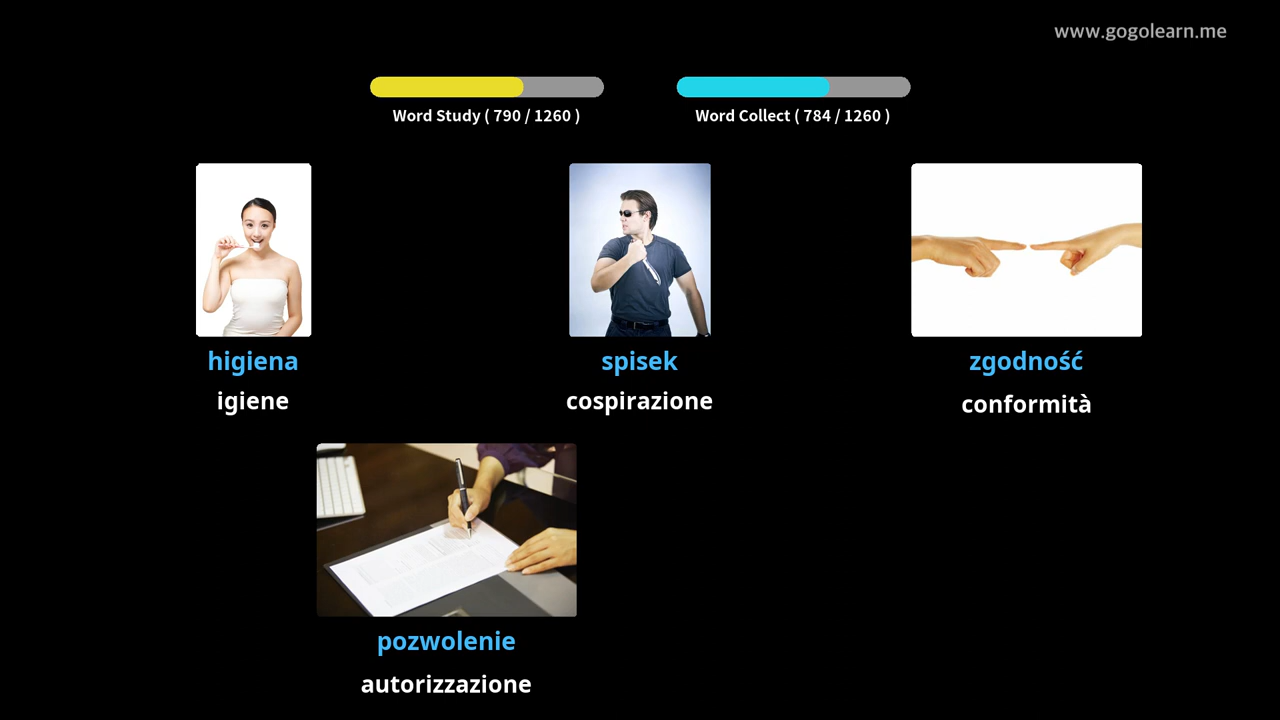 www.gogolearn.me
Word Study ( 790 / 1260 )
Word Collect ( 784 / 1260 )
higiena
igiene
spisek
cospirazione
zgodność
conformità
pozwolenie
autorizzazione